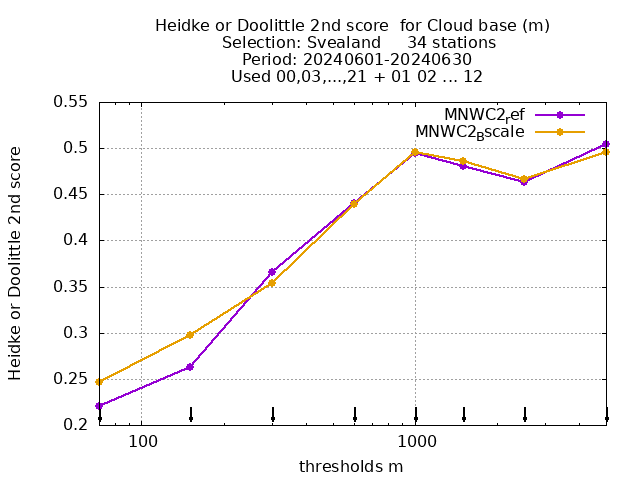 Heidke or Doolittle 2nd score  for Cloud base (m)
Selection: Svealand     34 stations
Period: 20240601-20240630
Used 00,03,...,21 + 01 02 ... 12
MNWC2ref
MNWC2Bscale
Heidke or Doolittle 2nd score
0.55
0.5
0.45
0.4
0.35
0.3
0.25
0.2
100 1000
thresholds m